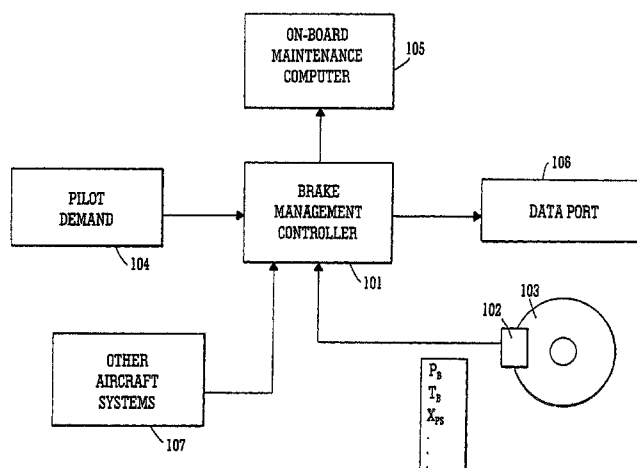 ON-BOARD
MAINTENANCE
COMPUTER
105
PILOT
DEMAND
104
BRAKE
MANAGEMENT
CONTROLLER
101
106
DATA PORT
OTHER
AIRCRAFT
SYSTEMS
107
102
103
P_B
T_B
X_PS
.
.
.